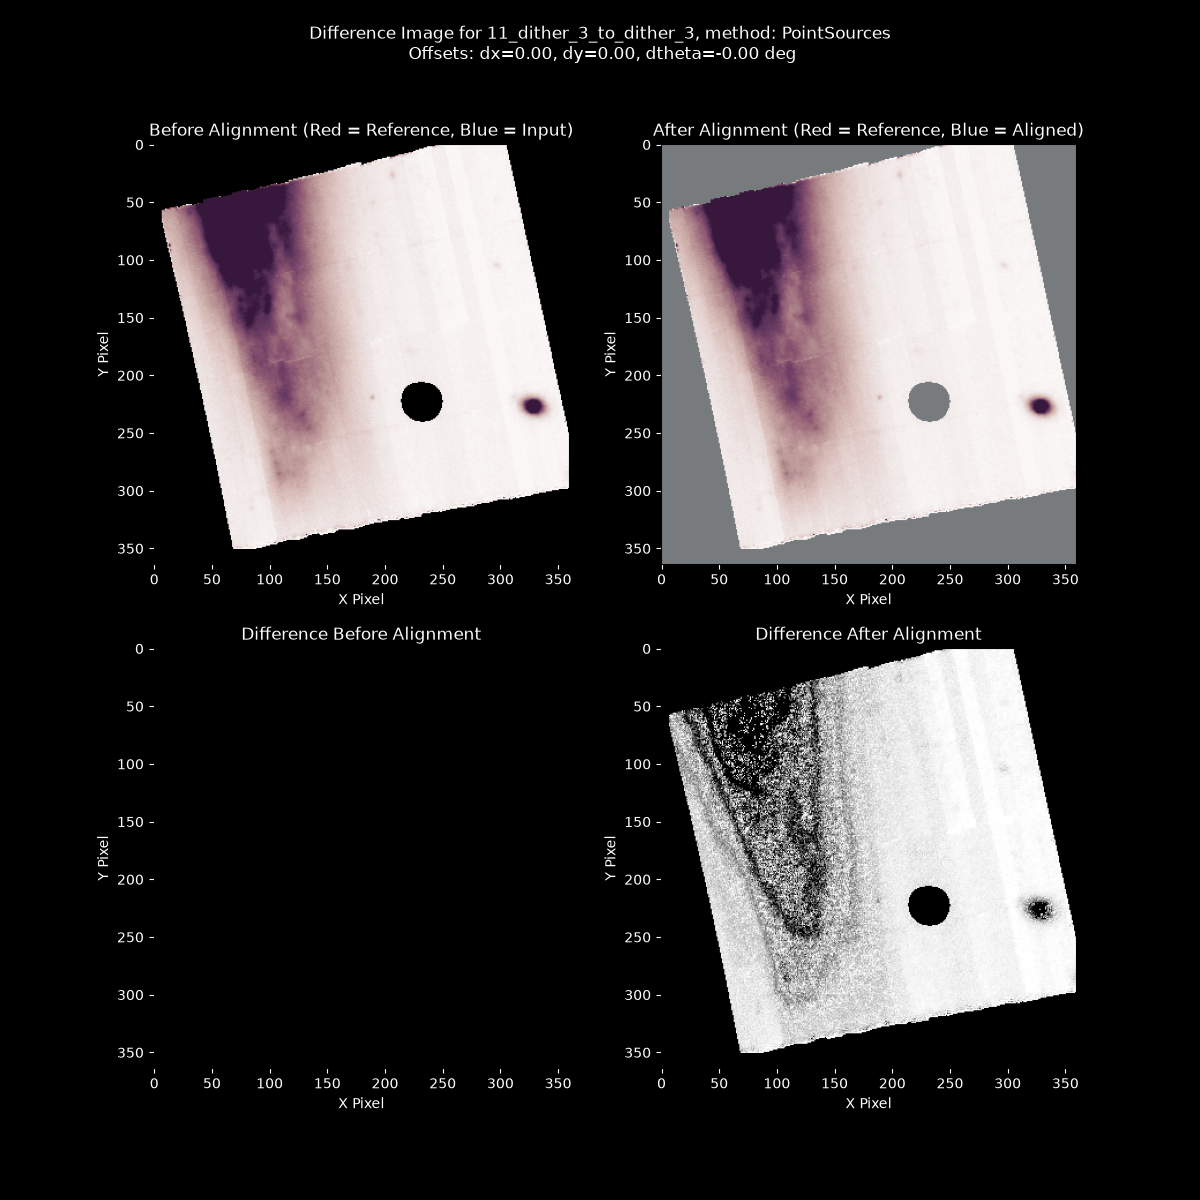 Difference Image for 11_dither_3_to_dither_3, method: PointSources
Offsets: dx=0.00, dy=0.00, dtheta=-0.00 deg
Before Alignment (Red = Reference, Blue = Input)
0
50
100
150
200
250
300
350
Y Pixel
0 50 100 150 200 250 300 350
X Pixel
After Alignment (Red = Reference, Blue = Aligned)
0
50
100
150
200
250
300
350
Y Pixel
0 50 100 150 200 250 300 350
X Pixel
Difference Before Alignment
0
50
100
150
200
250
300
350
Y Pixel
0 50 100 150 200 250 300 350
X Pixel
Difference After Alignment
0
50
100
150
200
250
300
350
Y Pixel
0 50 100 150 200 250 300 350
X Pixel